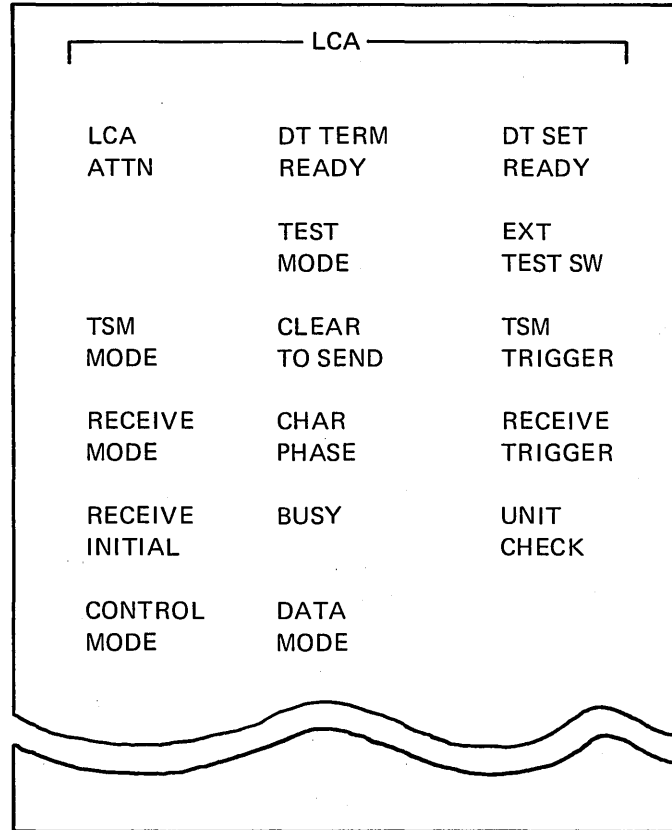 LCA
LCA DT TERM DT SET
ATTN READY READY
TEST EXT
MODE TEST SW
TSM CLEAR TSM
MODE TO SEND TRIGGER
RECEIVE CHAR RECEIVE
MODE PHASE TRIGGER
RECEIVE BUSY UNIT
INITIAL CHECK
CONTROL DATA
MODE MODE